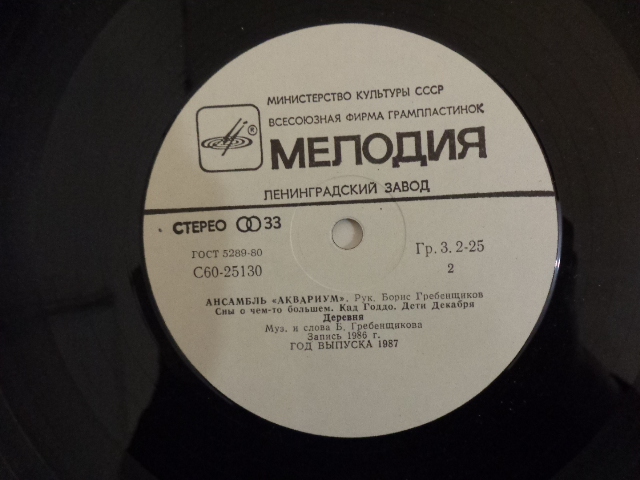 МИНИСТЕРСТВО КУЛЬТУРЫ СССР
ВСЕСОЮЗНАЯ ФИРМА ГРАМПЛАСТИНОК
®
МЕЛОДИЯ
ЛЕНИНГРАДСКИЙ ЗАВОД
СТЕРЕО 33
ГОСТ 5289-80
Гр. 3. 2-25
С60-25130
2
АНСАМБЛЬ «АКВАРИУМ». Рук. Борис Гребенщиков
Сны о чем-то большем. Кад Годдо. Дети Декабря
Деревня
Муз. и слова Б. Гребенщикова
Запись 1986 г.
ГОД ВЫПУСКА 1987